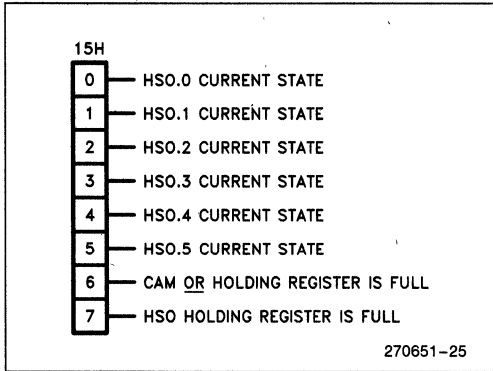 15H
0 HSO.0 CURRENT STATE
1 HSO.1 CURRENT STATE
2 HSO.2 CURRENT STATE
3 HSO.3 CURRENT STATE
4 HSO.4 CURRENT STATE
5 HSO.5 CURRENT STATE
6 CAM OR HOLDING REGISTER IS FULL
7 HSO HOLDING REGISTER IS FULL
270651-25